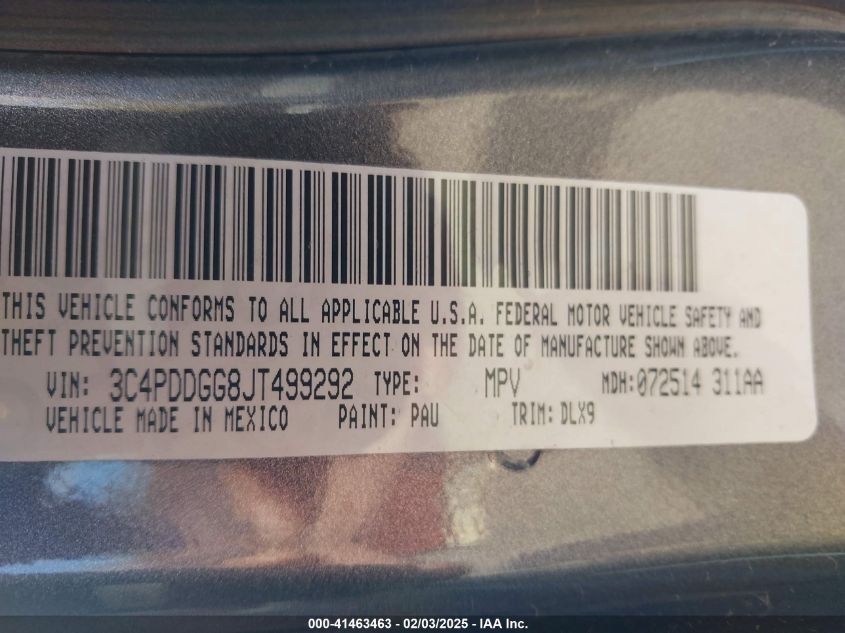 THIS VEHICLE CONFORMS TO ALL APPLICABLE U.S.A. FEDERAL MOTOR VEHICLE SAFETY AND
THEFT PREVENTION STANDARDS IN EFFECT ON THE DATE OF MANUFACTURE SHOWN ABOVE.
VIN: 3C4PDDGG8JT499292 TYPE: MPV MDH:072514 311AA
VEHICLE MADE IN MEXICO PAINT: PAU TRIM: DLX9
000-41463463 - 02/03/2025 - IAA Inc.